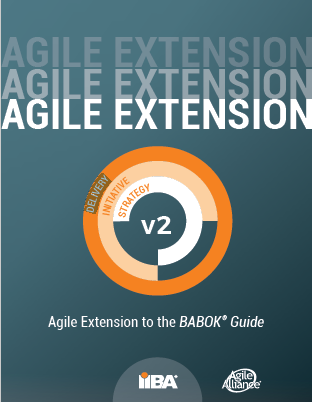 AGILE EXTENSION
AGILE EXTENSION
AGILE EXTENSION
DELIVERY
INITIATIVE
STRATEGY
v2
Agile Extension to the BABOK® Guide
IIBA®
Agile Alliance®